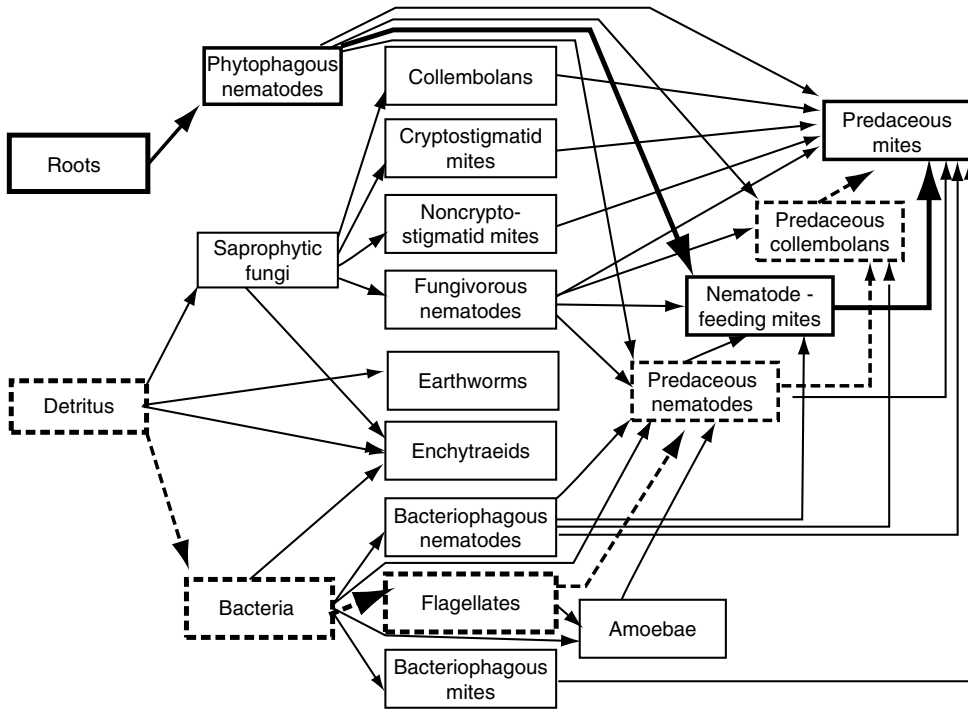 Phytophagous
nematodes
Collembolans
Predaceous
mites
Roots
Cryptostigmatid
mites
Noncrypto-
stigmatid mites
Predaceous
collembolans
Saprophytic
fungi
Fungivorous
nematodes
Nematode -
feeding mites
Detritus
Earthworms
Predaceous
nematodes
Enchytraeids
Bacteriophagous
nematodes
Bacteria
Flagellates
Amoebae
Bacteriophagous
mites